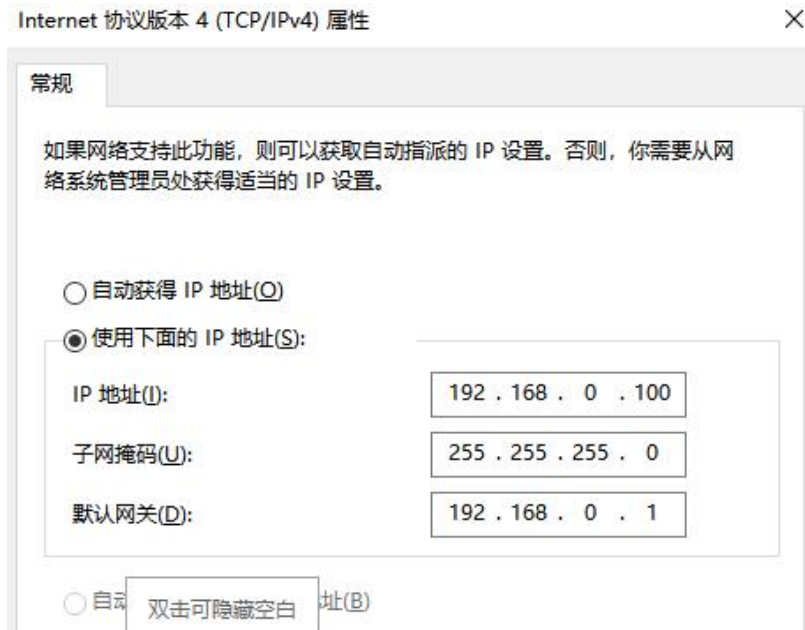 Internet 协议版本 4 (TCP/IPv4) 属性
常规
如果网络支持此功能，则可以获取自动指派的 IP 设置。否则，你需要从网
络系统管理员处获得适当的 IP 设置。
自动获得 IP 地址(O)
使用下面的 IP 地址(S):
IP 地址(I): 192 . 168 . 0 . 100
子网掩码(U): 255 . 255 . 255 . 0
默认网关(D): 192 . 168 . 0 . 1
自动 址(B)
双击可隐藏空白